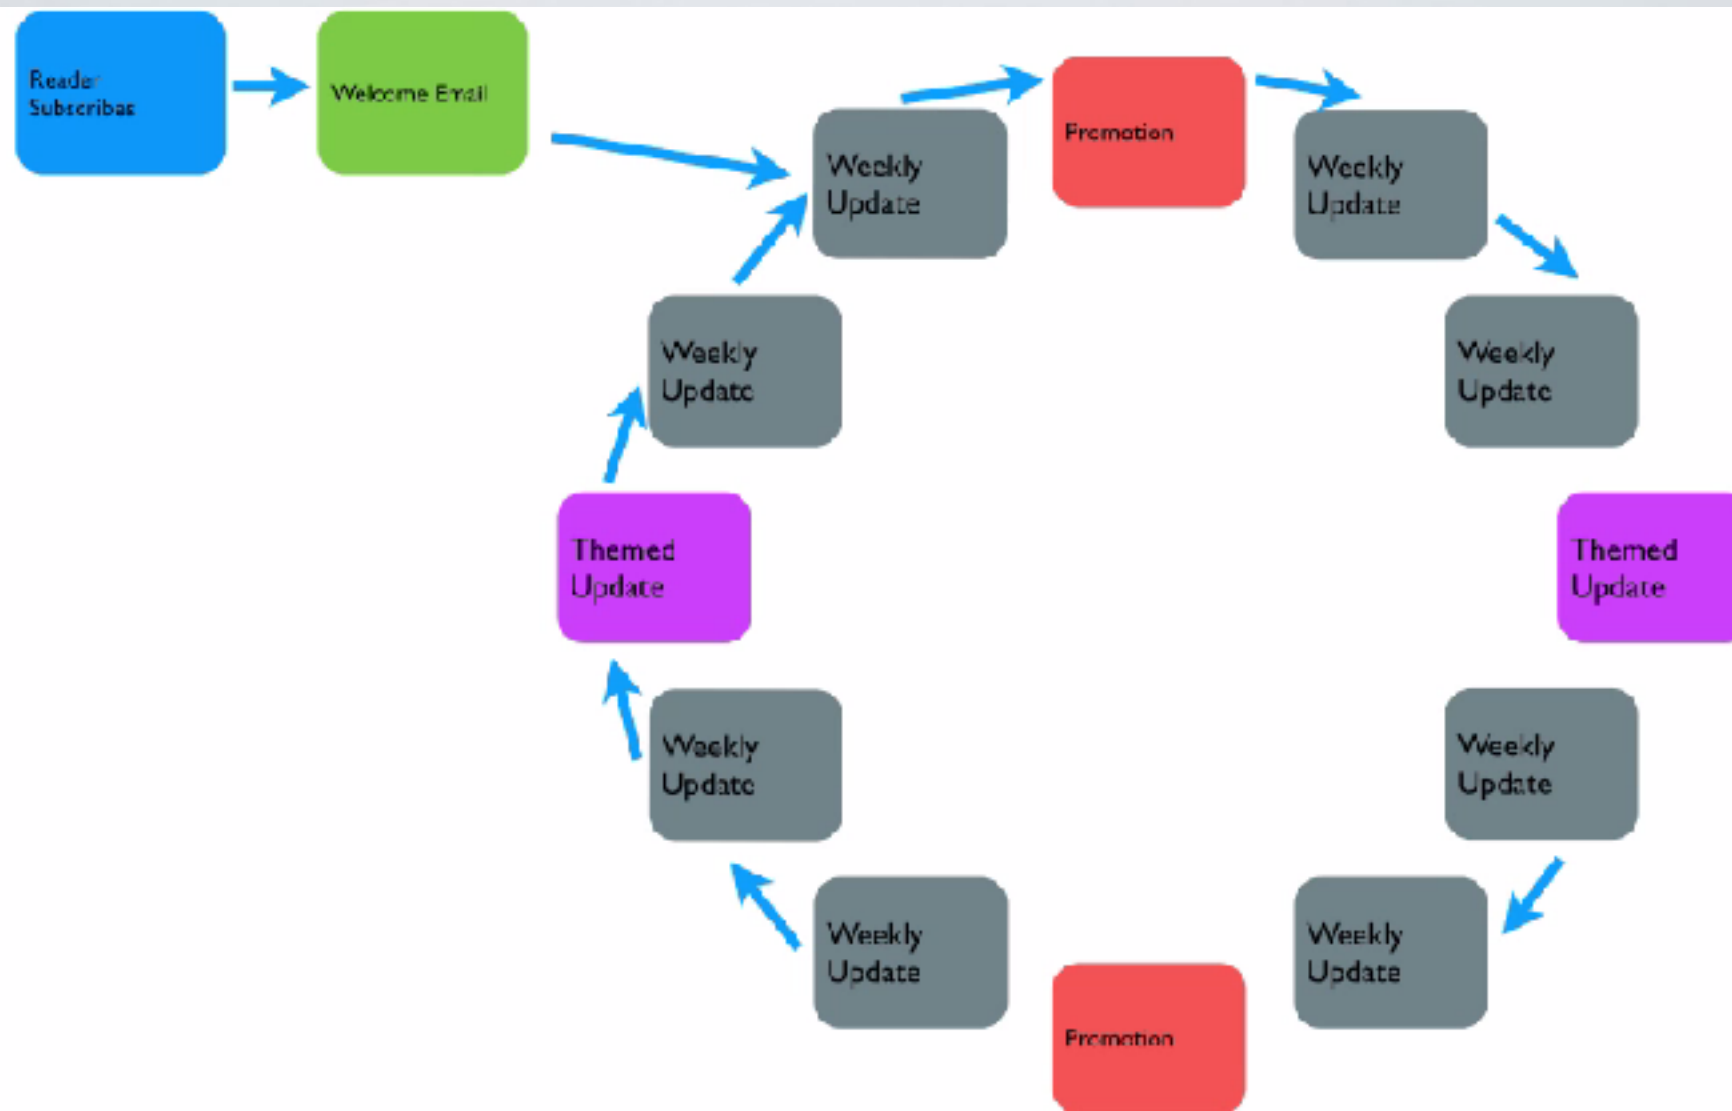 Reader
Subscribas
Welcome Email
Weekly
Update
Promotion
Weekly
Update
Weekly
Update
Weekly
Update
Themed
Update
Themed
Update
Weekly
Update
Weekly
Update
Weekly
Update
Weekly
Update
Promotion